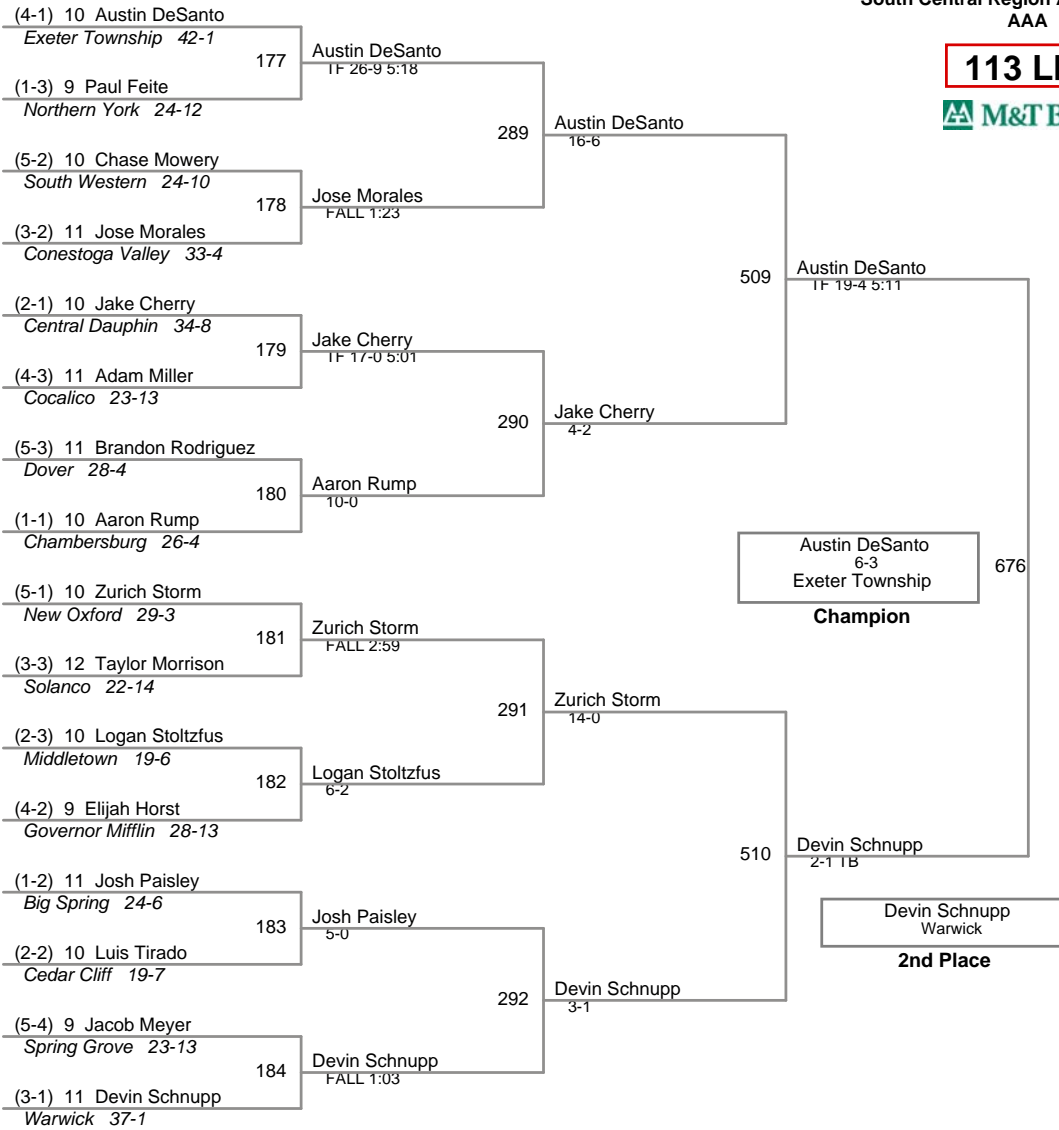 South Central Region
AAA
113
M&T
(4-1) 10 Austin DeSanto
Exeter Township 42-1
177
Austin DeSanto
TF 26-9 5:18
(1-3) 9 Paul Feite
Northern York 24-12
289
Austin DeSanto
16-6
(5-2) 10 Chase Mowery
South Western 24-10
178
Jose Morales
FALL 1:23
(3-2) 11 Jose Morales
Conestoga Valley 33-4
509
Austin DeSanto
TF 19-4 5:11
(2-1) 10 Jake Cherry
Central Dauphin 34-8
179
Jake Cherry
TF 17-0 5:01
(4-3) 11 Adam Miller
Cocalico 23-13
290
Jake Cherry
4-2
(5-3) 11 Brandon Rodriguez
Dover 28-4
180
Aaron Rump
10-0
(1-1) 10 Aaron Rump
Chambersburg 26-4
Austin DeSanto
6-3
Exeter Township
Champion
676
(5-1) 10 Zurich Storm
New Oxford 29-3
181
Zurich Storm
FALL 2:59
(3-3) 12 Taylor Morrison
Solanco 22-14
291
Zurich Storm
14-0
(2-3) 10 Logan Stoltzfus
Middletown 19-6
182
Logan Stoltzfus
6-2
(4-2) 9 Elijah Horst
Governor Mifflin 28-13
510
Devin Schnupp
2-1 TB
(1-2) 11 Josh Paisley
Big Spring 24-6
183
Josh Paisley
5-0
Devin Schnupp
Warwick
2nd Place
(2-2) 10 Luis Tirado
Cedar Cliff 19-7
292
Devin Schnupp
3-1
(5-4) 9 Jacob Meyer
Spring Grove 23-13
184
Devin Schnupp
FALL 1:03
(3-1) 11 Devin Schnupp
Warwick 37-1